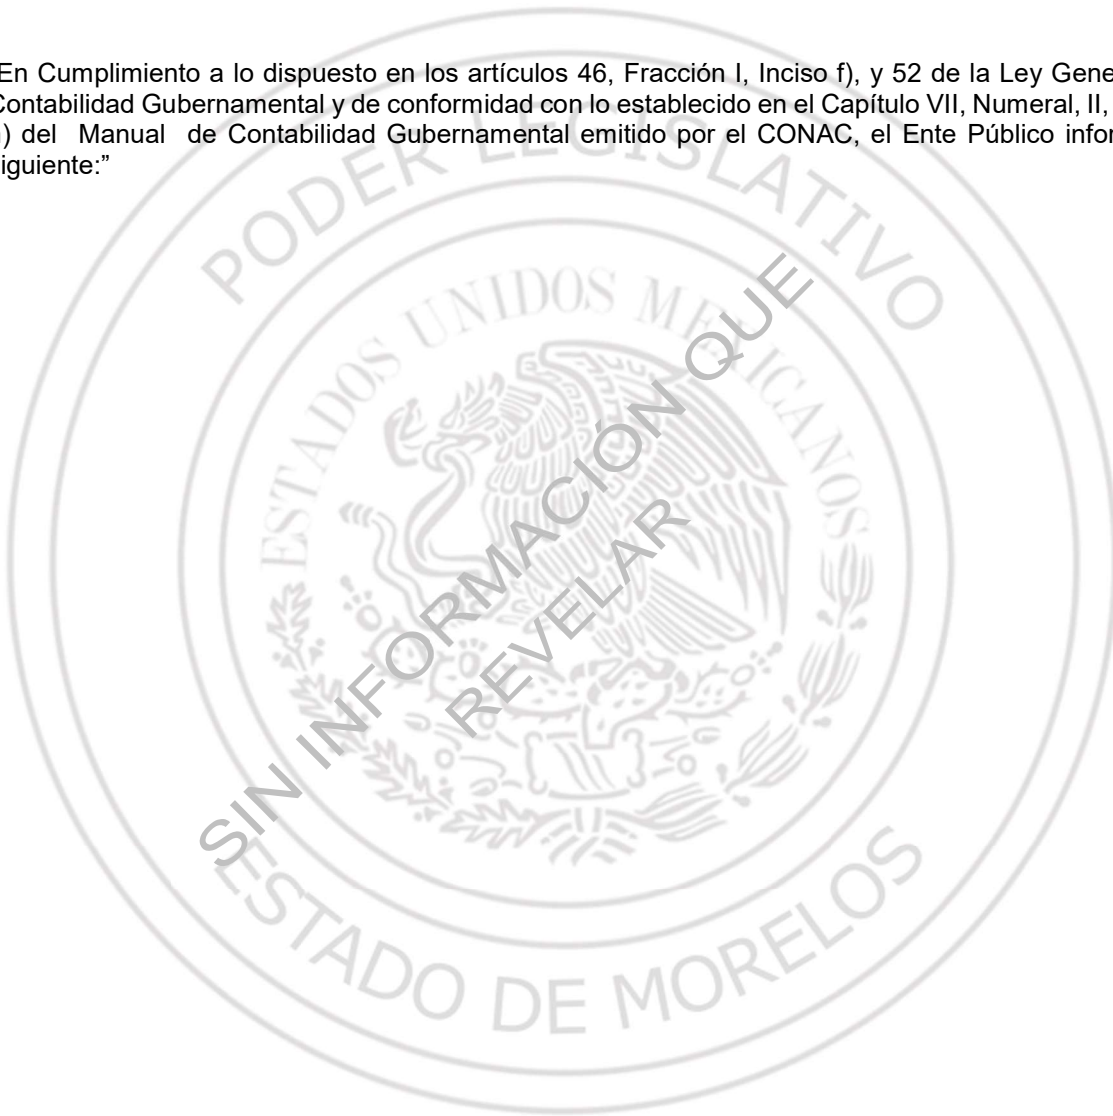 En Cumplimiento a lo dispuesto en los artículos 46, Fracción I, Inciso f), y 52 de la Ley Gene
Contabilidad Gubernamental y de conformidad con lo establecido en el Capítulo VII, Numeral, II,
) del Manual de Contabilidad Gubernamental emitido por el CONAC, el Ente Público infor
iguiente:”
PODER LEGISLATIVO
ESTADOS UNIDOS MEXICANOS
SIN INFORMACIÓN QUE
REVELAR
ESTADO DE MORELOS